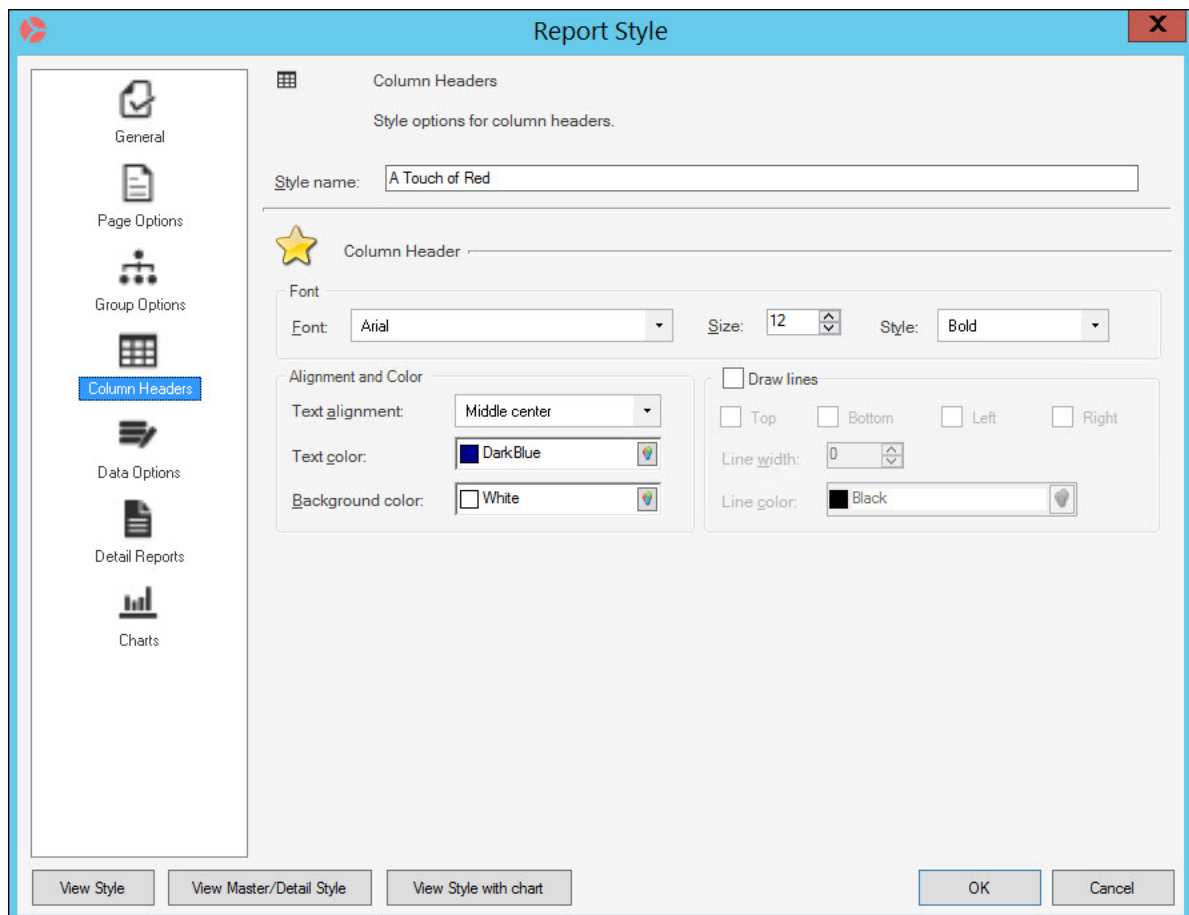 Report Style
X
General
Page Options
Group Options
Column Headers
Data Options
Detail Reports
Charts
Column Headers
Style options for column headers.
Style name: A Touch of Red
Column Header
Font
Font: Arial Size: 12 Style: Bold
Alignment and Color
Text alignment: Middle center
Text color: DarkBlue
Background color: White
Draw lines
Top Bottom Left Right
Line width: 0
Line color: Black
View Style View Master/Detail Style View Style with chart OK Cancel